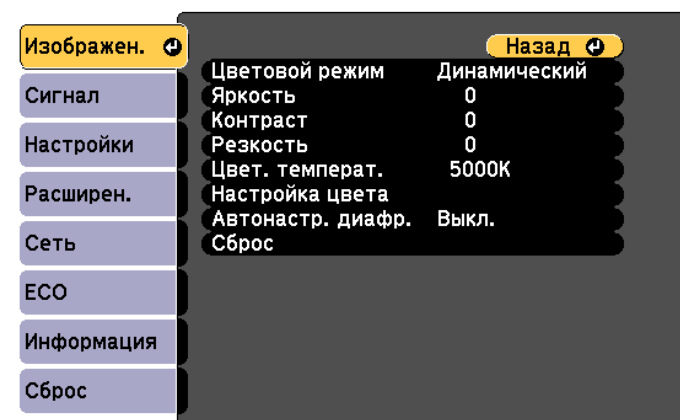 Изображен.
Сигнал
Настройки
Расширен.
Сеть
ECO
Информация
Сброс
Назад
Цветовой режим Динамический
Яркость 0
Контраст 0
Резкость 0
Цвет. температ. 5000K
Настройка цвета
Автонастр. диафр. Выкл.
Сброс